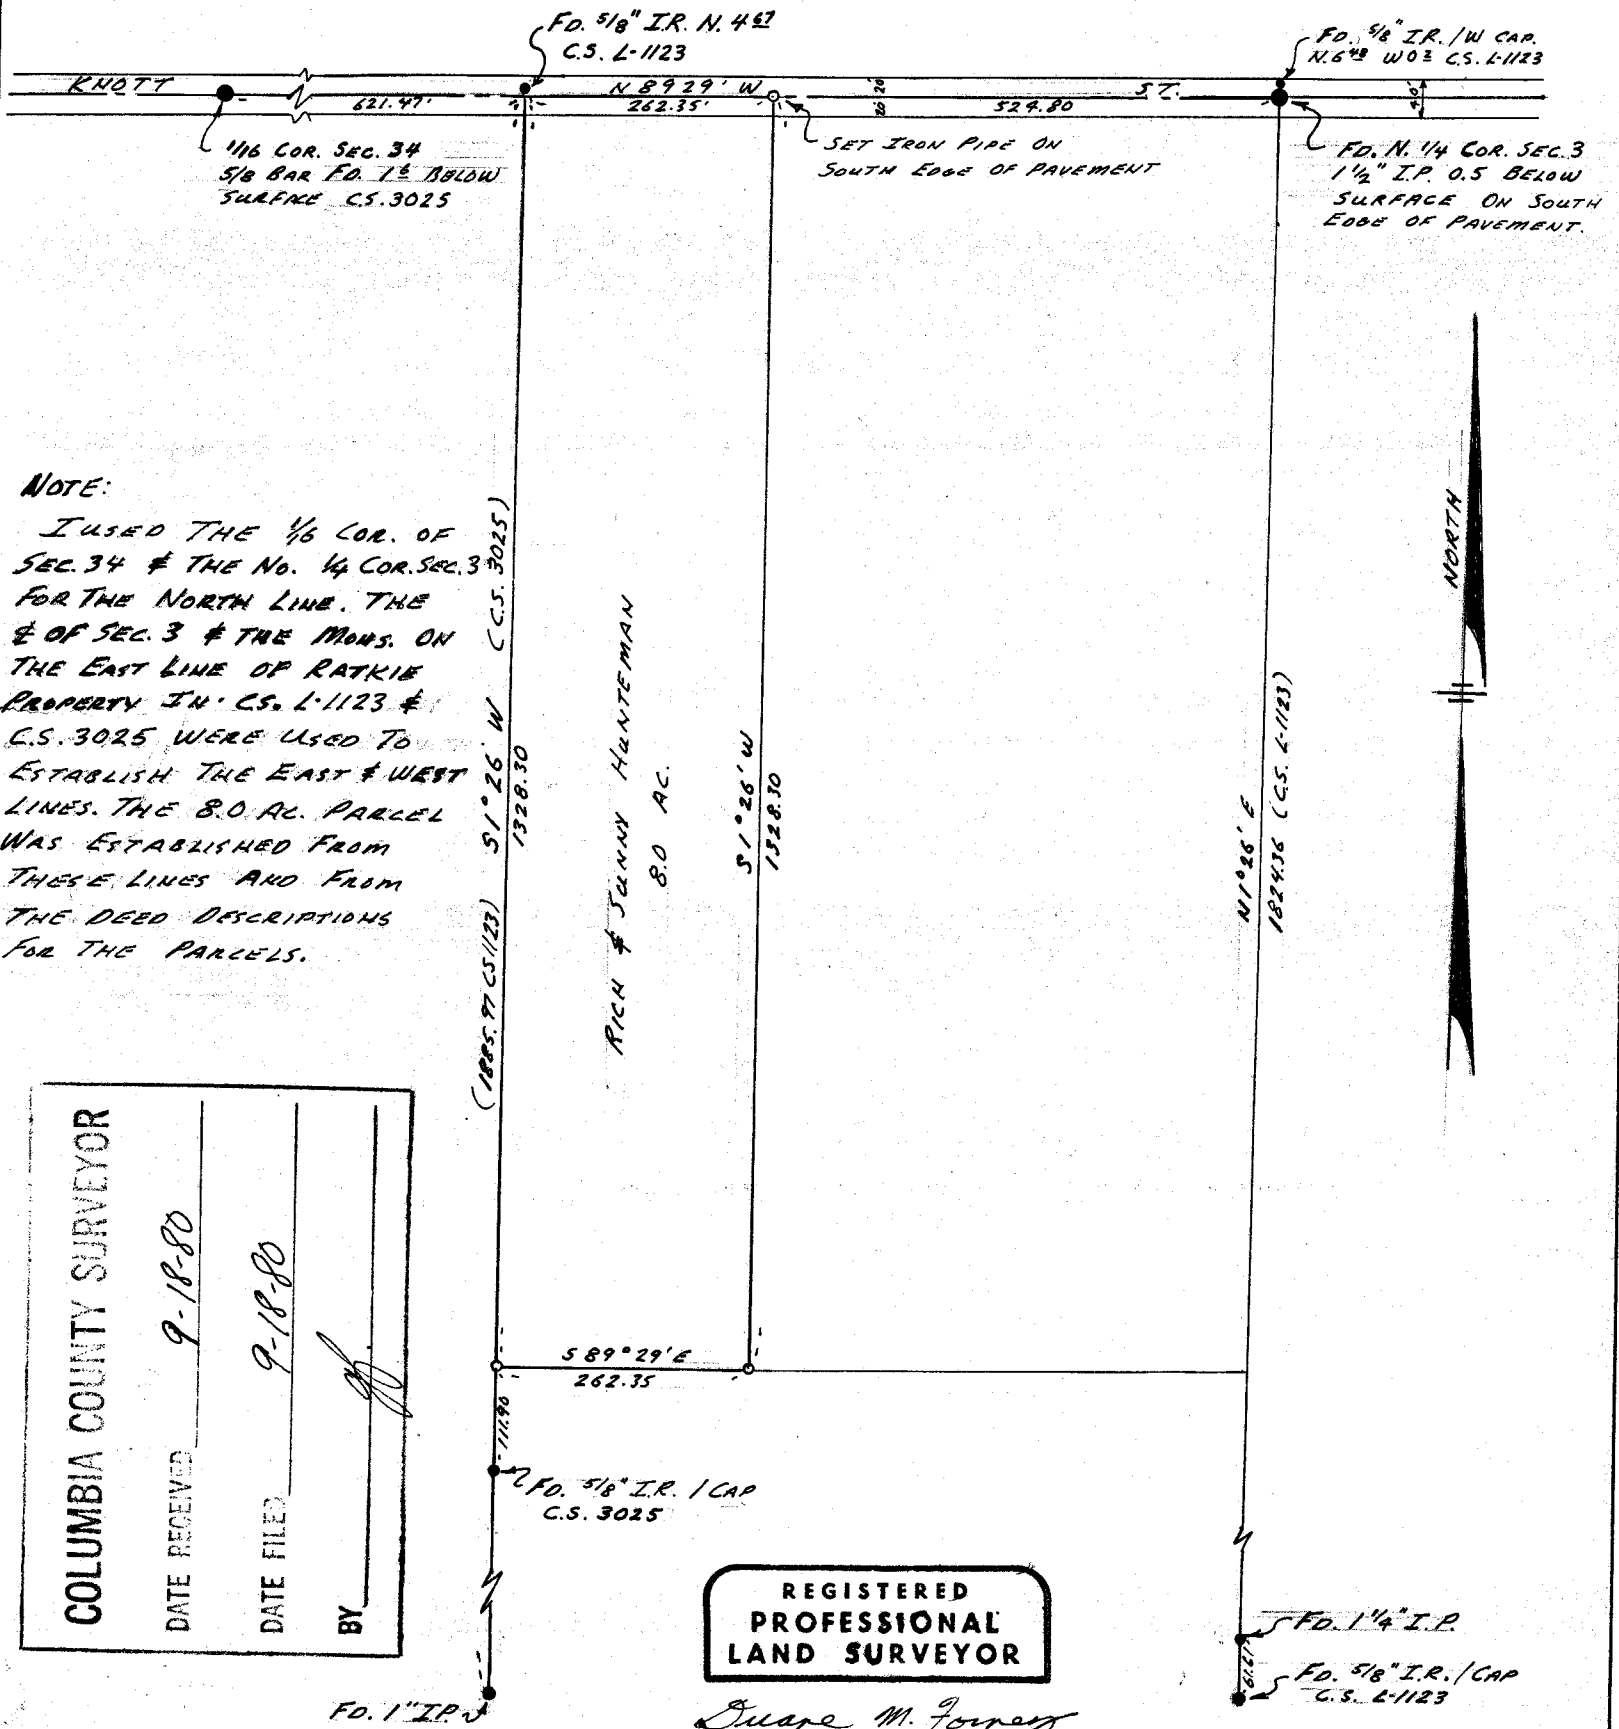 FD. 5/8" I.R. N. 4.67
C.S. L-1123
FD. 5/8" I.R. /W CAP.
C.S. L-1123
KNOTT
621.47'
N 89 29' W
262.35'
20' 20'
524.80
ST.
40'
1/16 COR. SEC. 34
5/8 BAR FD. 1.6 BELOW
SURFACE C.S. 3025
SET IRON PIPE ON
SOUTH EDGE OF PAVEMENT
FD. N. 1/4 COR. SEC. 3
1 1/2" I.P. 0.5 BELOW
SURFACE ON SOUTH
EDGE OF PAVEMENT.
NOTE:
I USED THE 1/16 COR. OF
SEC. 34 & THE NO. 1/4 COR. SEC. 3
FOR THE NORTH LINE. THE
℄ OF SEC. 3 & THE MONS. ON
THE EAST LINE OF RATKIE
PROPERTY IN C.S. L-1123 &
C.S. 3025 WERE USED TO
ESTABLISH THE EAST & WEST
LINES. THE 8.0 AC. PARCEL
WAS ESTABLISHED FROM
THESE LINES AND FROM
THE DEED DESCRIPTIONS
FOR THE PARCELS.
(1885.97 CS 1123) S 1° 26' W (C.S. 3025)
1328.30
RICH & SUNNY HUNTEMAN
8.0 AC.
S 1° 26' W
1328.30
N 1° 26' E
1824.36 (C.S. L-1123)
NORTH
COLUMBIA COUNTY SURVEYOR
DATE RECEIVED 9-18-80
DATE FILED 9-18-80
BY
S 89° 29' E
262.35
111.90
FD. 5/8" I.R. / CAP
C.S. 3025
FD. 1" I.P.
REGISTERED
PROFESSIONAL
LAND SURVEYOR
Duane M.
FD. 1 1/4" I.P.
61.61
FD. 5/8" I.R. / CAP
C.S. L-1123